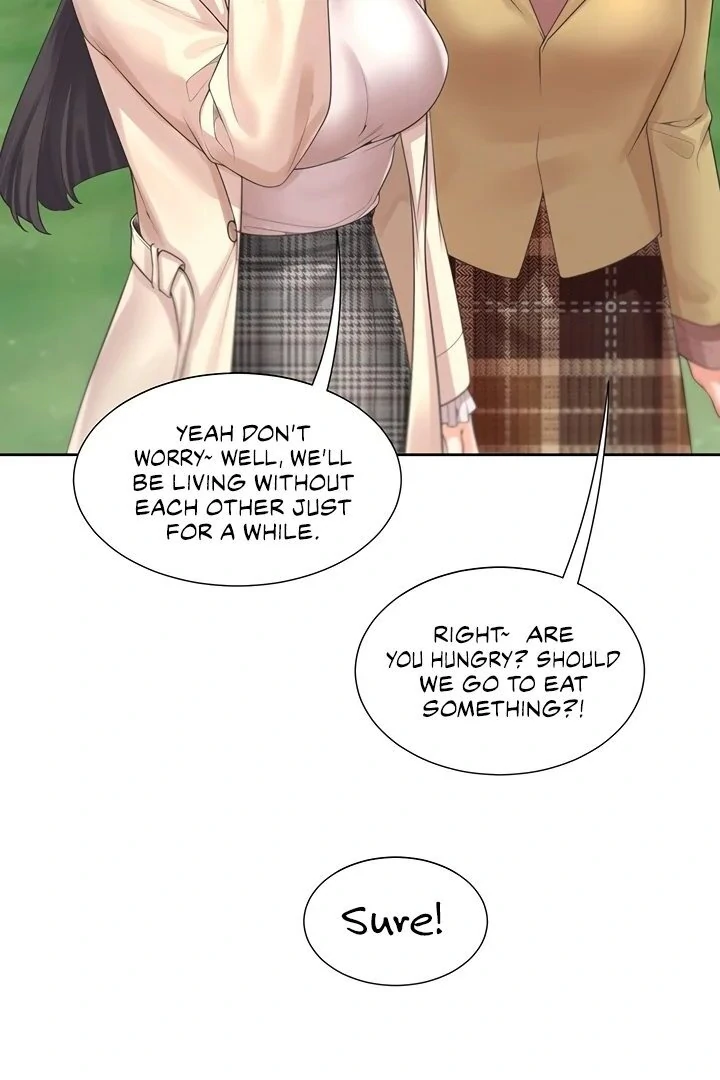 YEAH DON'T
WORRY~ WELL, WE'LL
BE LIVING WITHOUT
EACH OTHER JUST
FOR A WHILE.
RIGHT~ ARE
YOU HUNGRY? SHOULD
WE GO TO EAT
SOMETHING?!
Sure!